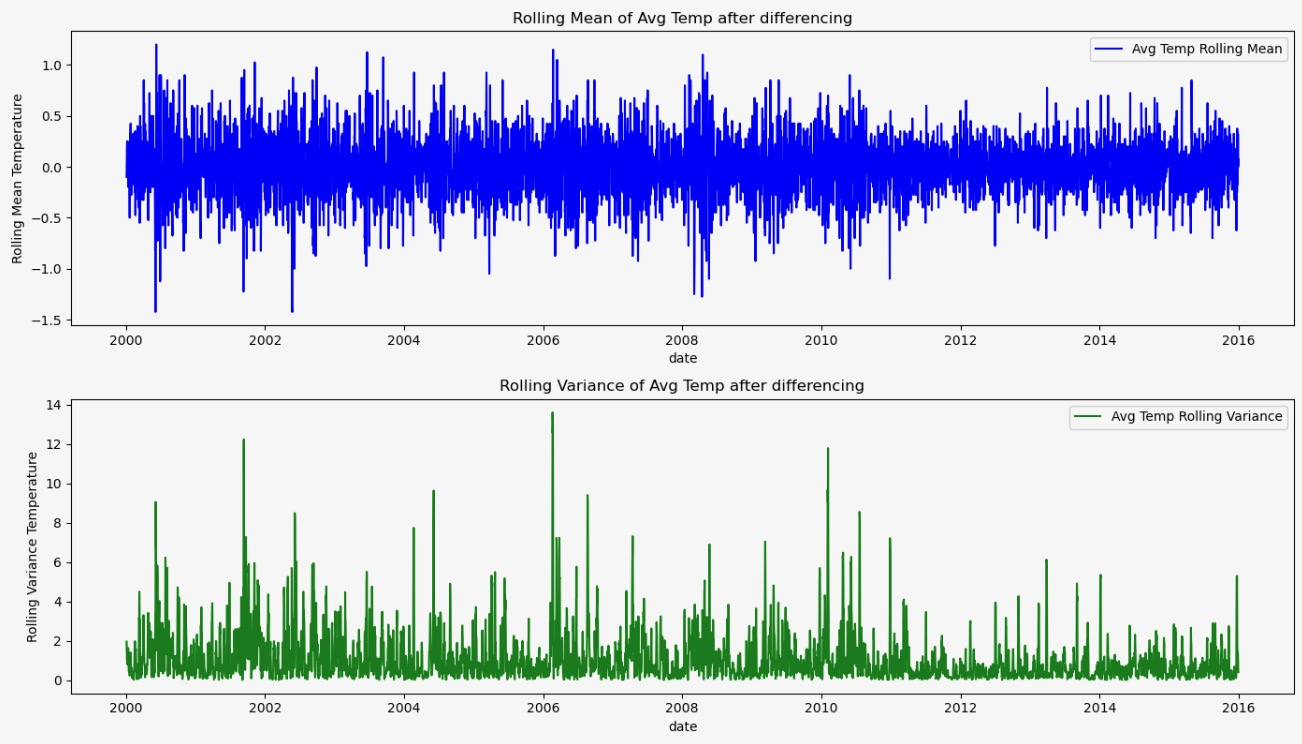 Rolling Mean of Avg Temp after differencing
Avg Temp Rolling Mean
Rolling Mean Temperature
1.0
0.5
0.0
−0.5
−1.0
−1.5
2000 2002 2004 2006 2008 2010 2012 2014 2016
date
Rolling Variance of Avg Temp after differencing
Avg Temp Rolling Variance
Rolling Variance Temperature
14
12
10
8
6
4
2
0
2000 2002 2004 2006 2008 2010 2012 2014 2016
date